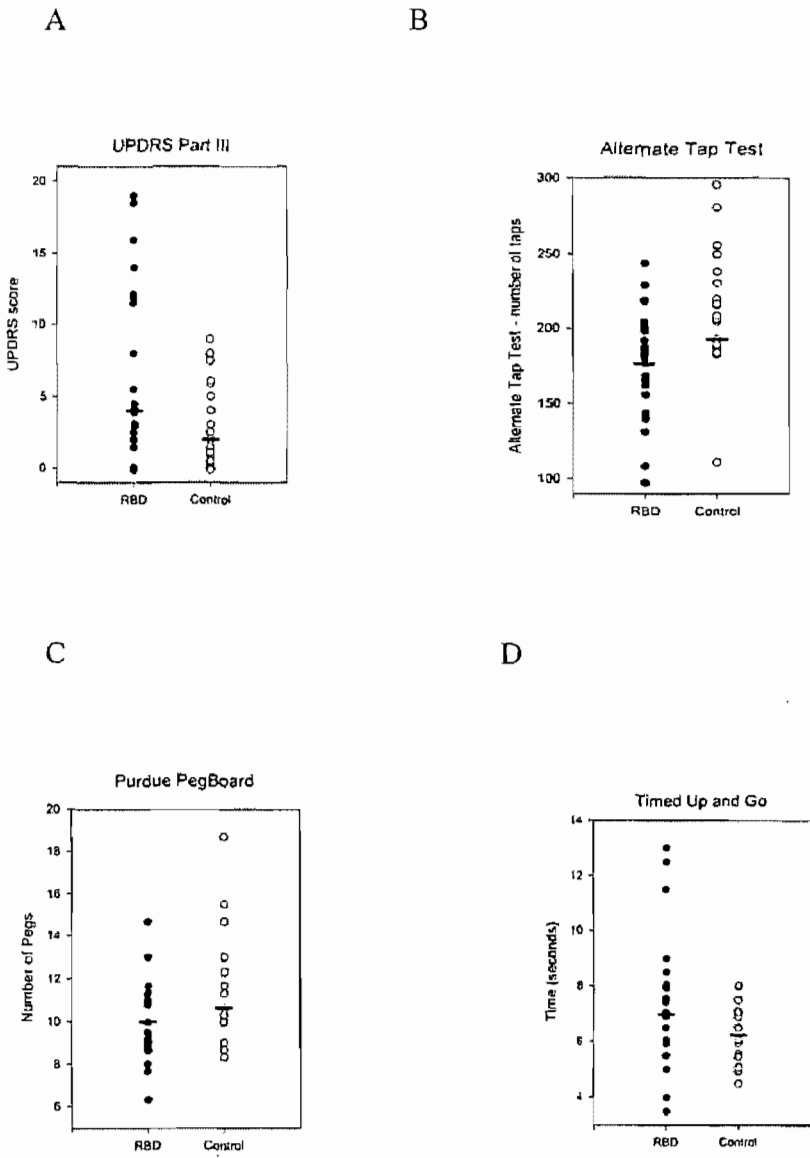 A
B
UPDRS Part III
UPDRS score
20
15
10
5
0
RBD
Control
Alternate Tap Test
Alternate Tap Test - number of taps
300
250
200
150
100
RBD
Control
C
D
Purdue PegBoard
Number of Pegs
20
18
16
14
12
10
8
6
RBD
Control
Timed Up and Go
Time (seconds)
14
12
10
8
6
4
RBD
Control